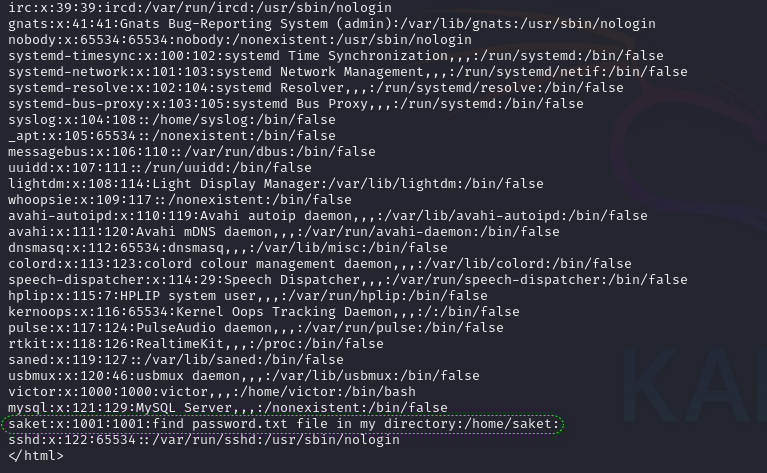 irc:x:39:39:ircd:/var/run/ircd:/usr/sbin/nologin
gnats:x:41:41:Gnats Bug-Reporting System (admin):/var/lib/gnats:/usr/sbin/nologin
nobody:x:65534:65534:nobody:/nonexistent:/usr/sbin/nologin
systemd-timesync:x:100:102:systemd Time Synchronization,,,:/run/systemd:/bin/false
systemd-network:x:101:103:systemd Network Management,,,:/run/systemd/netif:/bin/false
systemd-resolve:x:102:104:systemd Resolver,,,:/run/systemd/resolve:/bin/false
systemd-bus-proxy:x:103:105:systemd Bus Proxy,,,:/run/systemd:/bin/false
syslog:x:104:108::/home/syslog:/bin/false
_apt:x:105:65534::/nonexistent:/bin/false
messagebus:x:106:110::/var/run/dbus:/bin/false
uuidd:x:107:111::/run/uuidd:/bin/false
lightdm:x:108:114:Light Display Manager:/var/lib/lightdm:/bin/false
whoopsie:x:109:117::/nonexistent:/bin/false
avahi-autoipd:x:110:119:Avahi autoip daemon,,,:/var/lib/avahi-autoipd:/bin/false
avahi:x:111:120:Avahi mDNS daemon,,,:/var/run/avahi-daemon:/bin/false
dnsmasq:x:112:65534:dnsmasq,,,:/var/lib/misc:/bin/false
colord:x:113:123:colord colour management daemon,,,:/var/lib/colord:/bin/false
speech-dispatcher:x:114:29:Speech Dispatcher,,,:/var/run/speech-dispatcher:/bin/false
hplip:x:115:7:HPLIP system user,,,:/var/run/hplip:/bin/false
kernoops:x:116:65534:Kernel Oops Tracking Daemon,,,:/:/bin/false
pulse:x:117:124:PulseAudio daemon,,,:/var/run/pulse:/bin/false
rtkit:x:118:126:RealtimeKit,,,:/proc:/bin/false
saned:x:119:127::/var/lib/saned:/bin/false
usbmux:x:120:46:usbmux daemon,,,:/var/lib/usbmux:/bin/false
victor:x:1000:1000:victor,,,:/home/victor:/bin/bash
mysql:x:121:129:MySQL Server,,,:/nonexistent:/bin/false
saket:x:1001:1001:find password.txt file in my directory:/home/saket:
sshd:x:122:65534::/var/run/sshd:/usr/sbin/nologin
</html>
KA